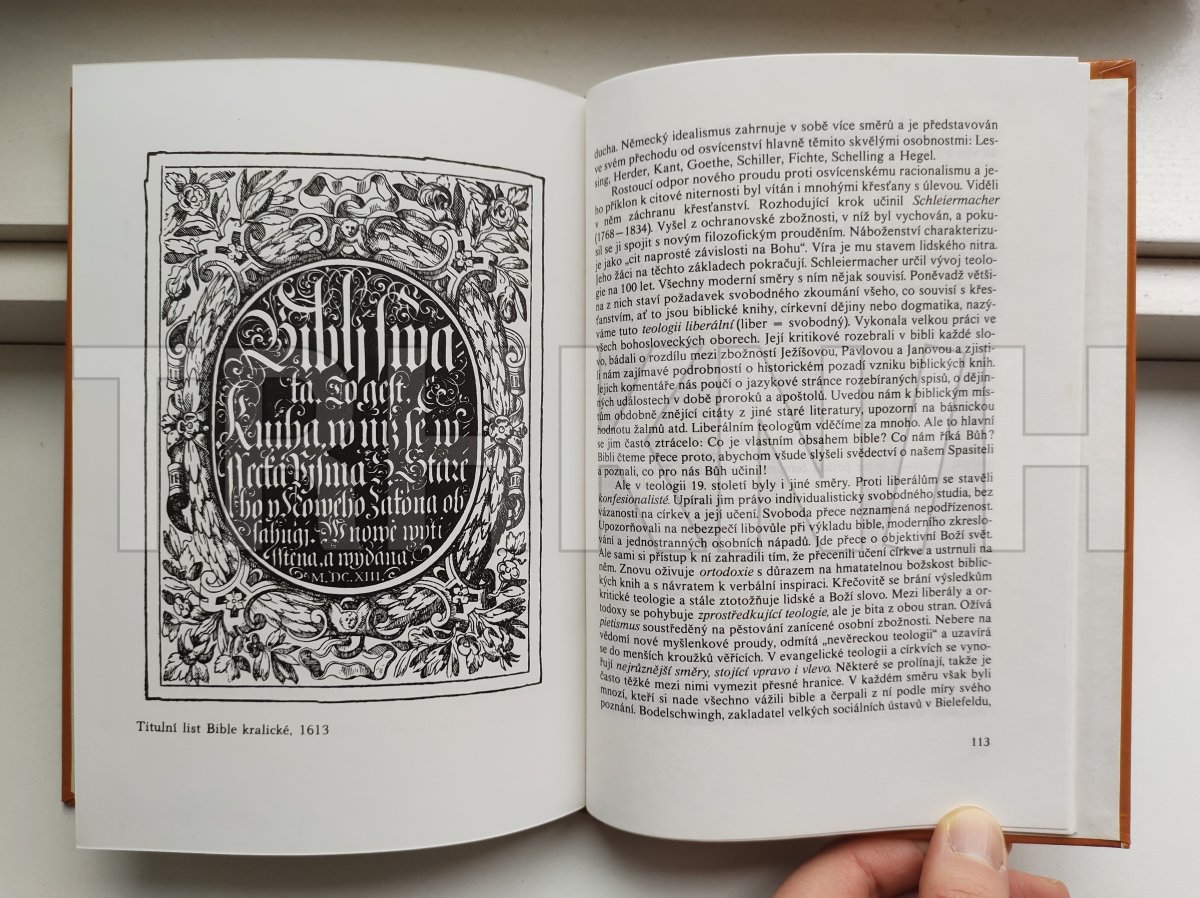 Biblj swa
tá. To gest,
Kniha, w njž se w
Pjsma S. Staré
ho y Nowého Zákona ob
sahugj. W nowě wyti
sstěna, a wydaná.
M. DC. XIII.
Titulní list Bible kralické, 1613
ducha. Německý idealismus zahrnuje v sobě více směrů a je představován
ve svém přechodu od osvícenství hlavně těmito skvělými osobnostmi: Les-
sing, Herder, Kant, Goethe, Schiller, Fichte, Schelling a Hegel.
Rostoucí odpor nového proudu proti osvícenskému racionalismu a je-
ho příklon k citové niternosti byl vítán i mnohými křesťany s úlevou. Viděli
v něm záchranu křesťanství. Rozhodující krok učinil Schleiermacher
(1768—1834). Vyšel z ochranovské zbožnosti, v níž byl vychován, a poku-
sil se ji spojit s novým filozofickým prouděním. Náboženství charakterizu-
je jako „cit naprosté závislosti na Bohu“. Víra je mu stavem lidského nitra.
Jeho žáci na těchto základech pokračují. Schleiermacher určil vývoj teolo-
gie na 100 let. Všechny moderní směry s ním nějak souvisí. Poněvadž větši-
na z nich staví požadavek svobodného zkoumání všeho, co souvisí s křes-
ťanstvím, ať to jsou biblické knihy, církevní dějiny nebo dogmatika, nazý-
váme tuto teologii liberální (liber = svobodný). Vykonala velkou práci ve
všech bohosloveckých oborech. Její kritikové rozebrali v bibli každé slo-
vo, bádali o rozdílu mezi zbožností Ježíšovou, Pavlovou a Janovou a zjisti-
li nám zajímavé podrobnosti o historickém pozadí vzniku biblických knih.
Jejich komentáře nás poučí o jazykové stránce rozebíraných spisů, o dějin-
ných událostech v době proroků a apoštolů. Uvedou nám k biblickým mís-
tům obdobně znějící citáty z jiné staré literatury, upozorní na básnickou
hodnotu žalmů atd. Liberálním teologům vděčíme za mnoho. Ale to hlavní
se jim často ztrácelo: Co je vlastním obsahem bible? Co nám říká Bůh?
Bibli čteme přece proto, abychom všude slyšeli svědectví o našem Spasiteli
a poznali, co pro nás Bůh učinil!
Ale v teologii 19. století byly i jiné směry. Proti liberálům se stavěli
konfesionalisté. Upírali jim právo individualisticky svobodného studia, bez
vázanosti na církev a její učení. Svoboda přece neznamená nepodřízenost.
Upozorňovali na nebezpečí libovůle při výkladu bible, moderního zkreslo-
vání a jednostranných osobních nápadů. Jde přece o objektivní Boží svět.
Ale sami si přístup k ní zahradili tím, že přecenili učení církve a ustrnuli na
něm. Znovu oživuje ortodoxie s důrazem na hmatatelnou božskost biblic-
kých knih a s návratem k verbální inspiraci. Křečovitě se brání výsledkům
kritické teologie a stále ztotožňuje lidské a Boží slovo. Mezi liberály a or-
todoxy se pohybuje zprostředkující teologie, ale je bita z obou stran. Ožívá
pietismus soustředěný na pěstování zanícené osobní zbožnosti. Nebere na
vědomí nové myšlenkové proudy, odmítá „nevěreckou teologii“ a uzavírá
se do menších kroužků věřících. V evangelické teologii a církvích se vyno-
řují nejrůznější směry, stojící vpravo i vlevo. Některé se prolínají, takže je
často těžké mezi nimi vymezit přesné hranice. V každém směru však byli
mnozí, kteří si nade všechno vážili bible a čerpali z ní podle míry svého
poznání. Bodelschwingh, zakladatel velkých sociálních ústavů v Bielefeldu,
113